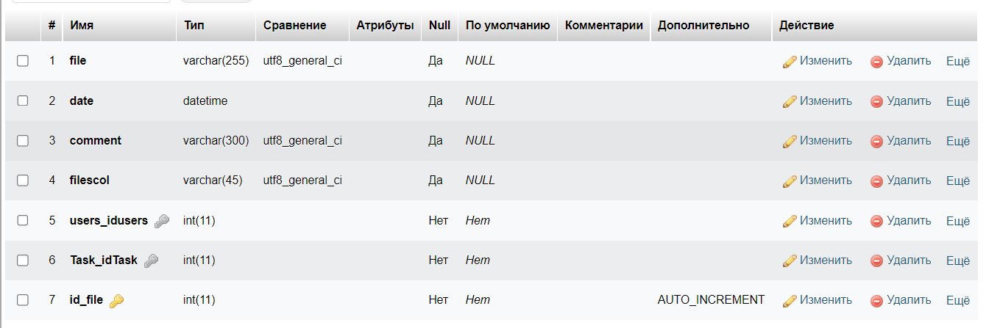 # Имя Тип Сравнение Атрибуты Null По умолчанию Комментарии Дополнительно Действие
1 file varchar(255) utf8_general_ci Да NULL Изменить Удалить Ещё
2 date datetime Да NULL Изменить Удалить Ещё
3 comment varchar(300) utf8_general_ci Да NULL Изменить Удалить Ещё
4 filescol varchar(45) utf8_general_ci Да NULL Изменить Удалить Ещё
5 users_idusers int(11) Нет Нет Изменить Удалить Ещё
6 Task_idTask int(11) Нет Нет Изменить Удалить Ещё
7 id_file int(11) Нет Нет AUTO_INCREMENT Изменить Удалить Ещё